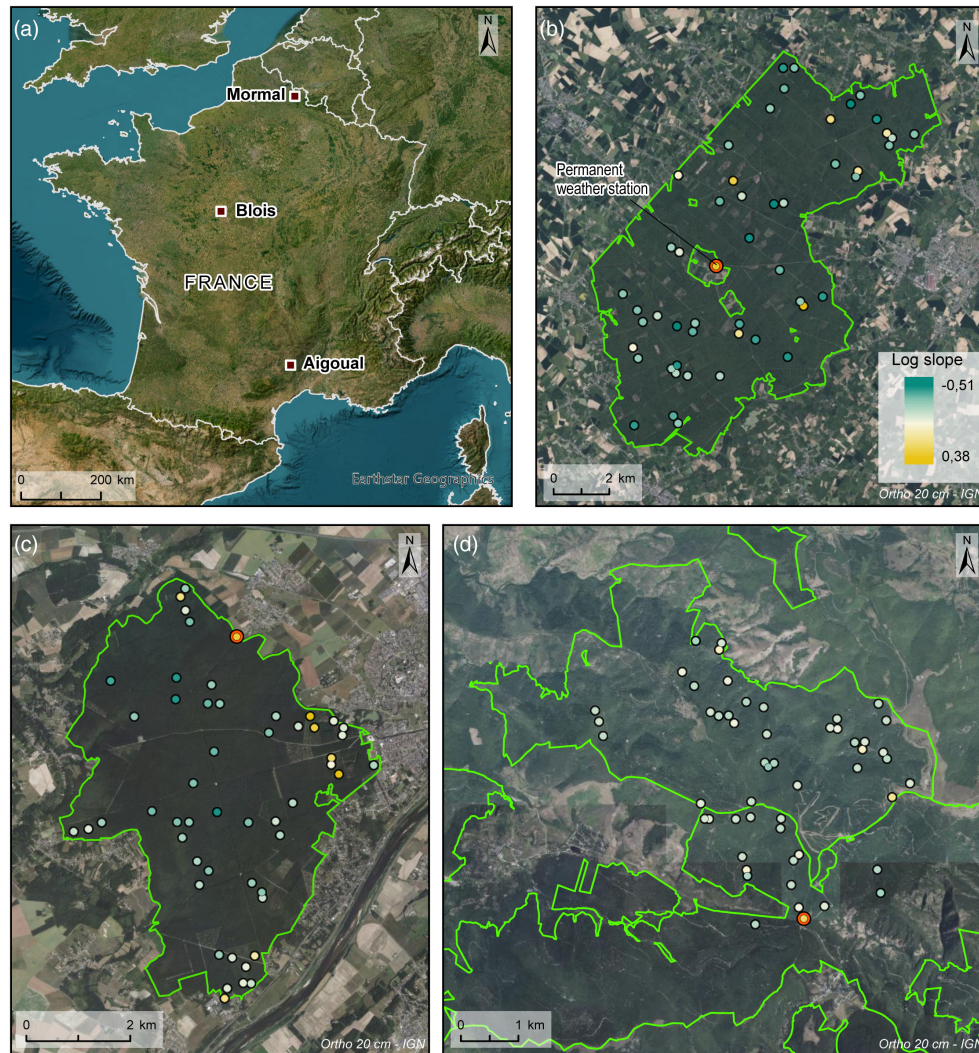 (a)
N
Mormal
Blois
FRANCE
Aigoual
0 200 km
Earthstar Geographics
(b)
N
Permanent
weather station
Log slope
-0,51
0,38
0 2 km
Ortho 20 cm - IGN
(c)
N
0 2 km
Ortho 20 cm - IGN
(d)
N
0 1 km
Ortho 20 cm - IGN